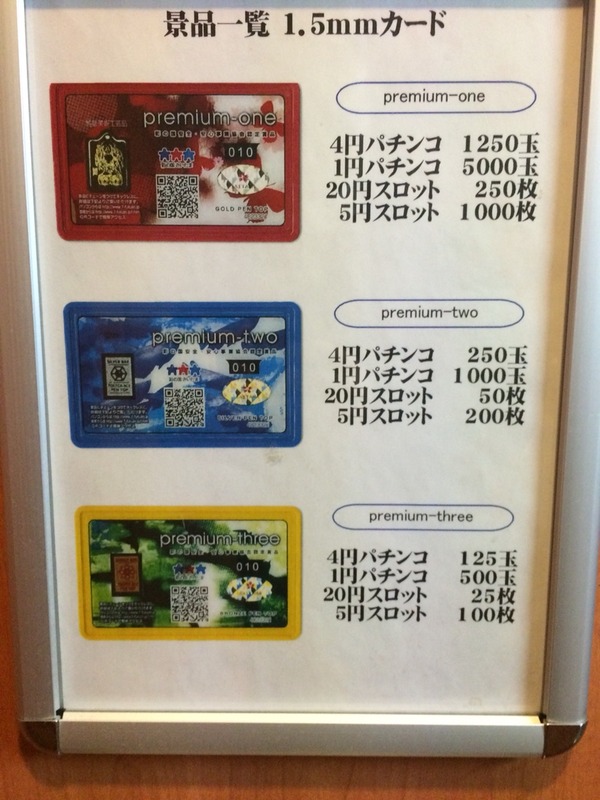 景品一覧 1.5mmカード
premium-one
010
GOLD PEN TOP
premium-one
4円パチンコ 1250玉
1円パチンコ 5000玉
20円スロット 250枚
5円スロット 1000枚
premium-two
010
SILVER PEN TOP
premium-two
4円パチンコ 250玉
1円パチンコ 1000玉
20円スロット 50枚
5円スロット 200枚
premium-three
010
premium-three
4円パチンコ 125玉
1円パチンコ 500玉
20円スロット 25枚
5円スロット 100枚